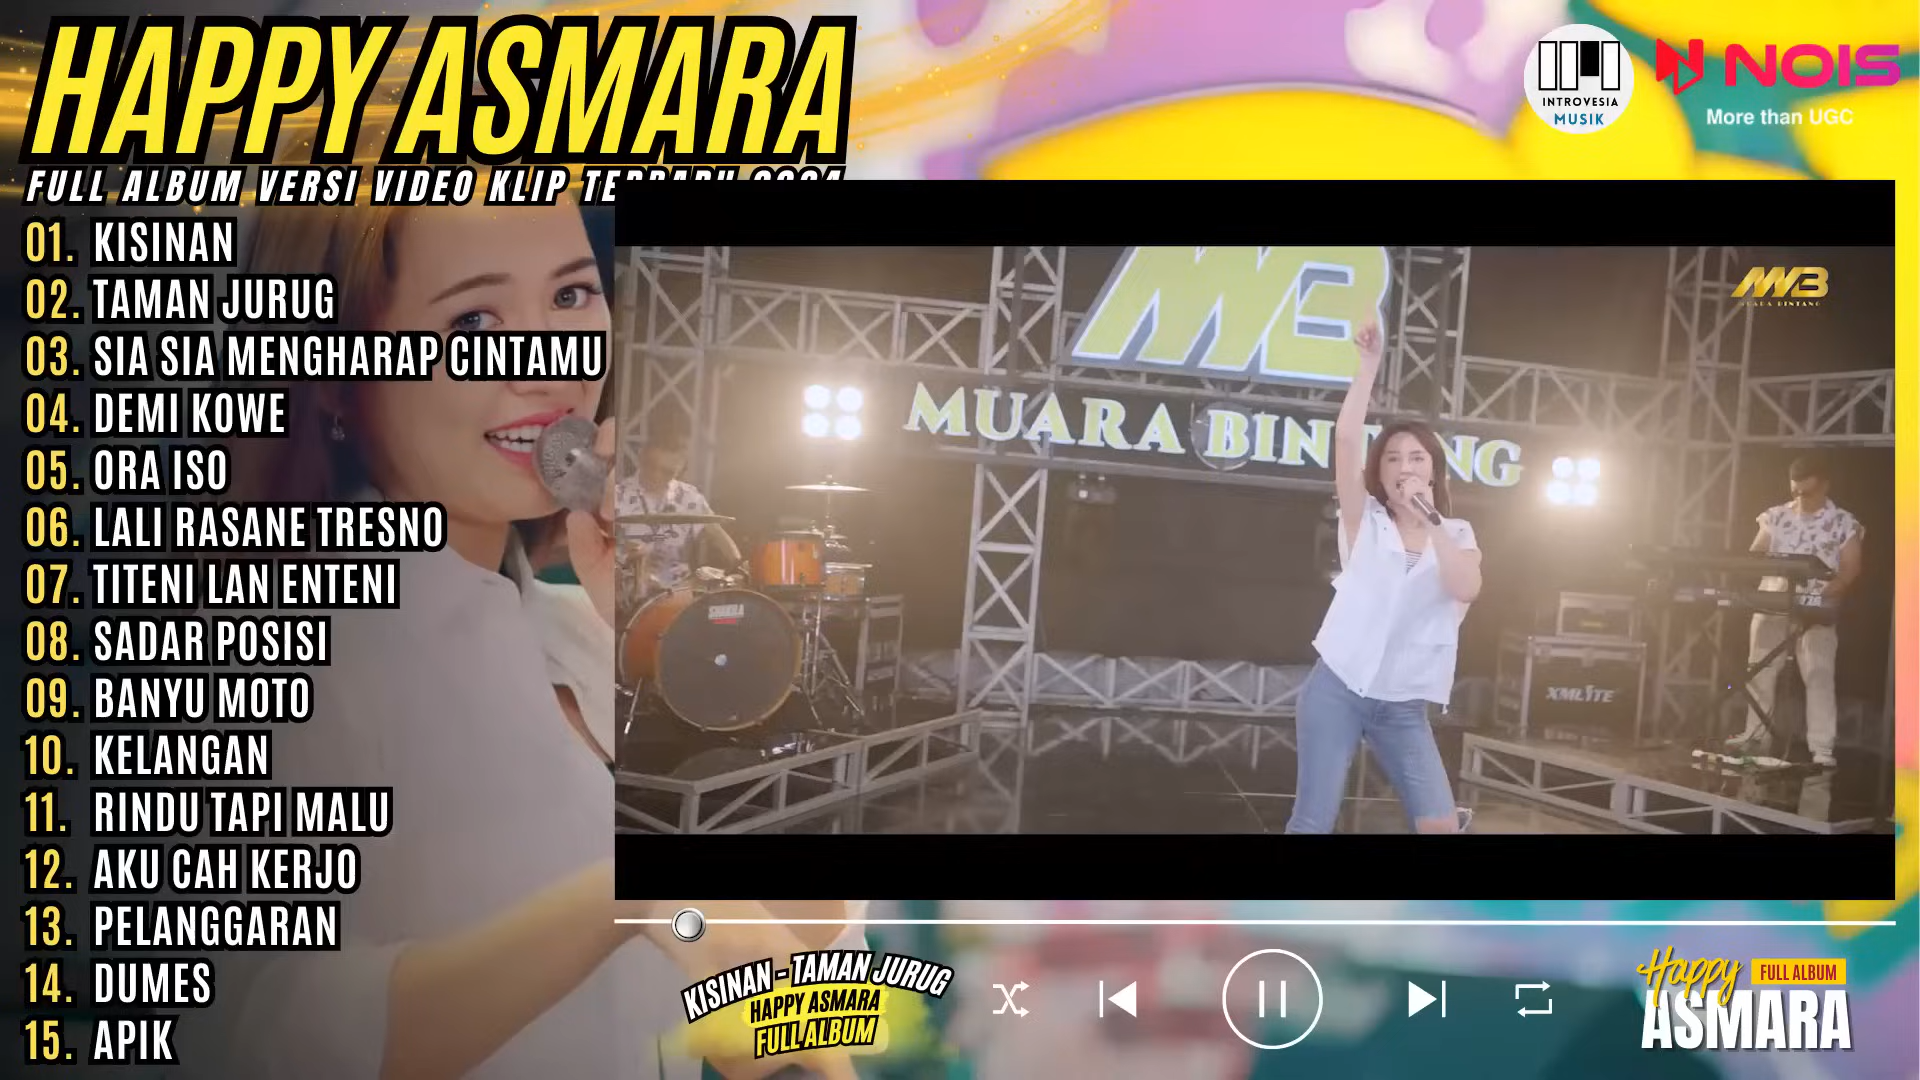 HAPPY ASMARA
FULL ALBUM VERSI VIDEO KLIP
INTROVESIA
MUSIK
NOIS
More than UGC
01. KISINAN
02. TAMAN JURUG
03. SIA SIA MENGHARAP CINTAMU
04. DEMI KOWE
05. ORA ISO
06. LALI RASANE TRESNO
07. TITENI LAN ENTENI
08. SADAR POSISI
09. BANYU MOTO
10. KELANGAN
11. RINDU TAPI MALU
12. AKU CAH KERJO
13. PELANGGARAN
14. DUMES
15. APIK
MB
MUARA
MB
MUARA BINTANG
XMLITE
KISINAN - TAMAN JURUG
HAPPY ASMARA
FULL ALBUM
Happy
FULL ALBUM
ASMARA